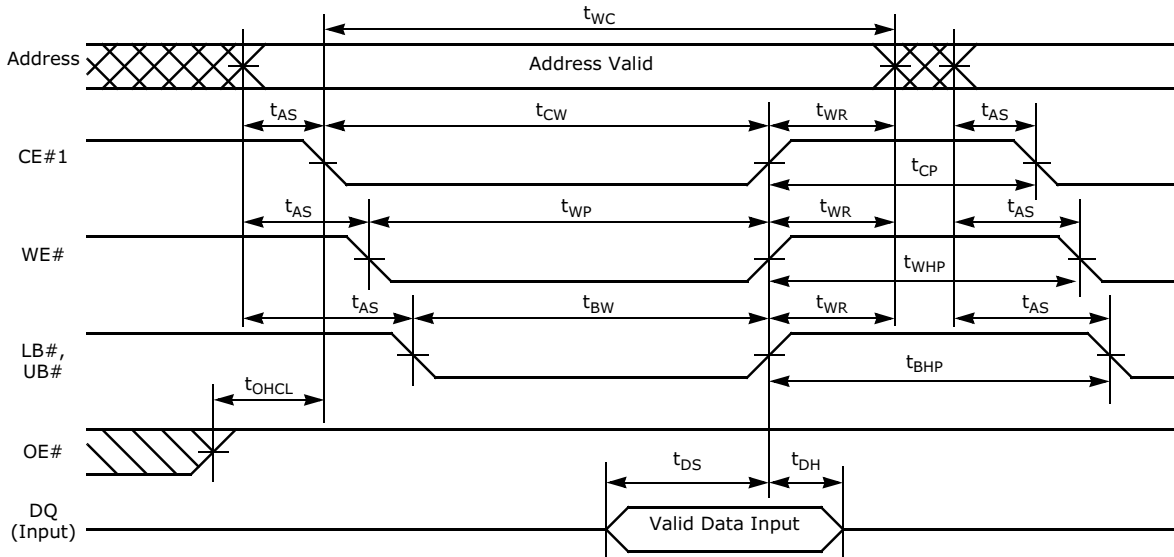 tWC
Address
Address Valid
tAS tCW tWR tAS
CE#1
tCP
tAS tWP tWR tAS
WE#
tWHP
tAS tBW tWR tAS
LB#,
UB#
tBHP
tOHCL
OE#
tDS tDH
DQ
(Input)
Valid Data Input